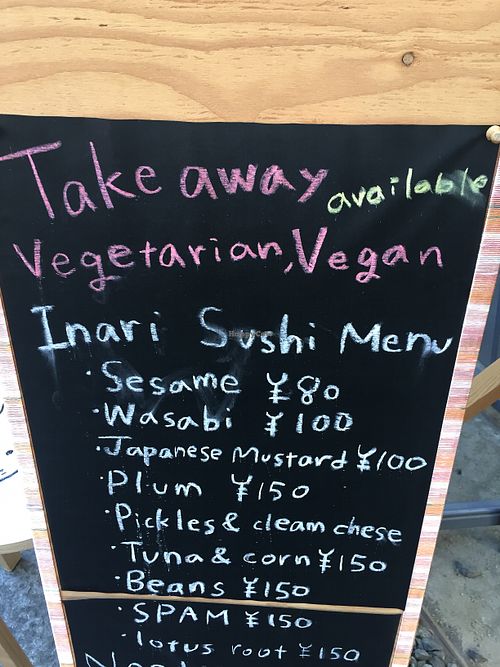 Take away available
Vegetarian, Vegan
Inari Sushi Menu
·Sesame ¥80
·Wasabi ¥100
·Japanese Mustard ¥100
·Plum ¥150
·Pickles & cleam chese
·Tuna & corn ¥150
·Beans ¥150
·SPAM ¥150
·lotus root ¥150